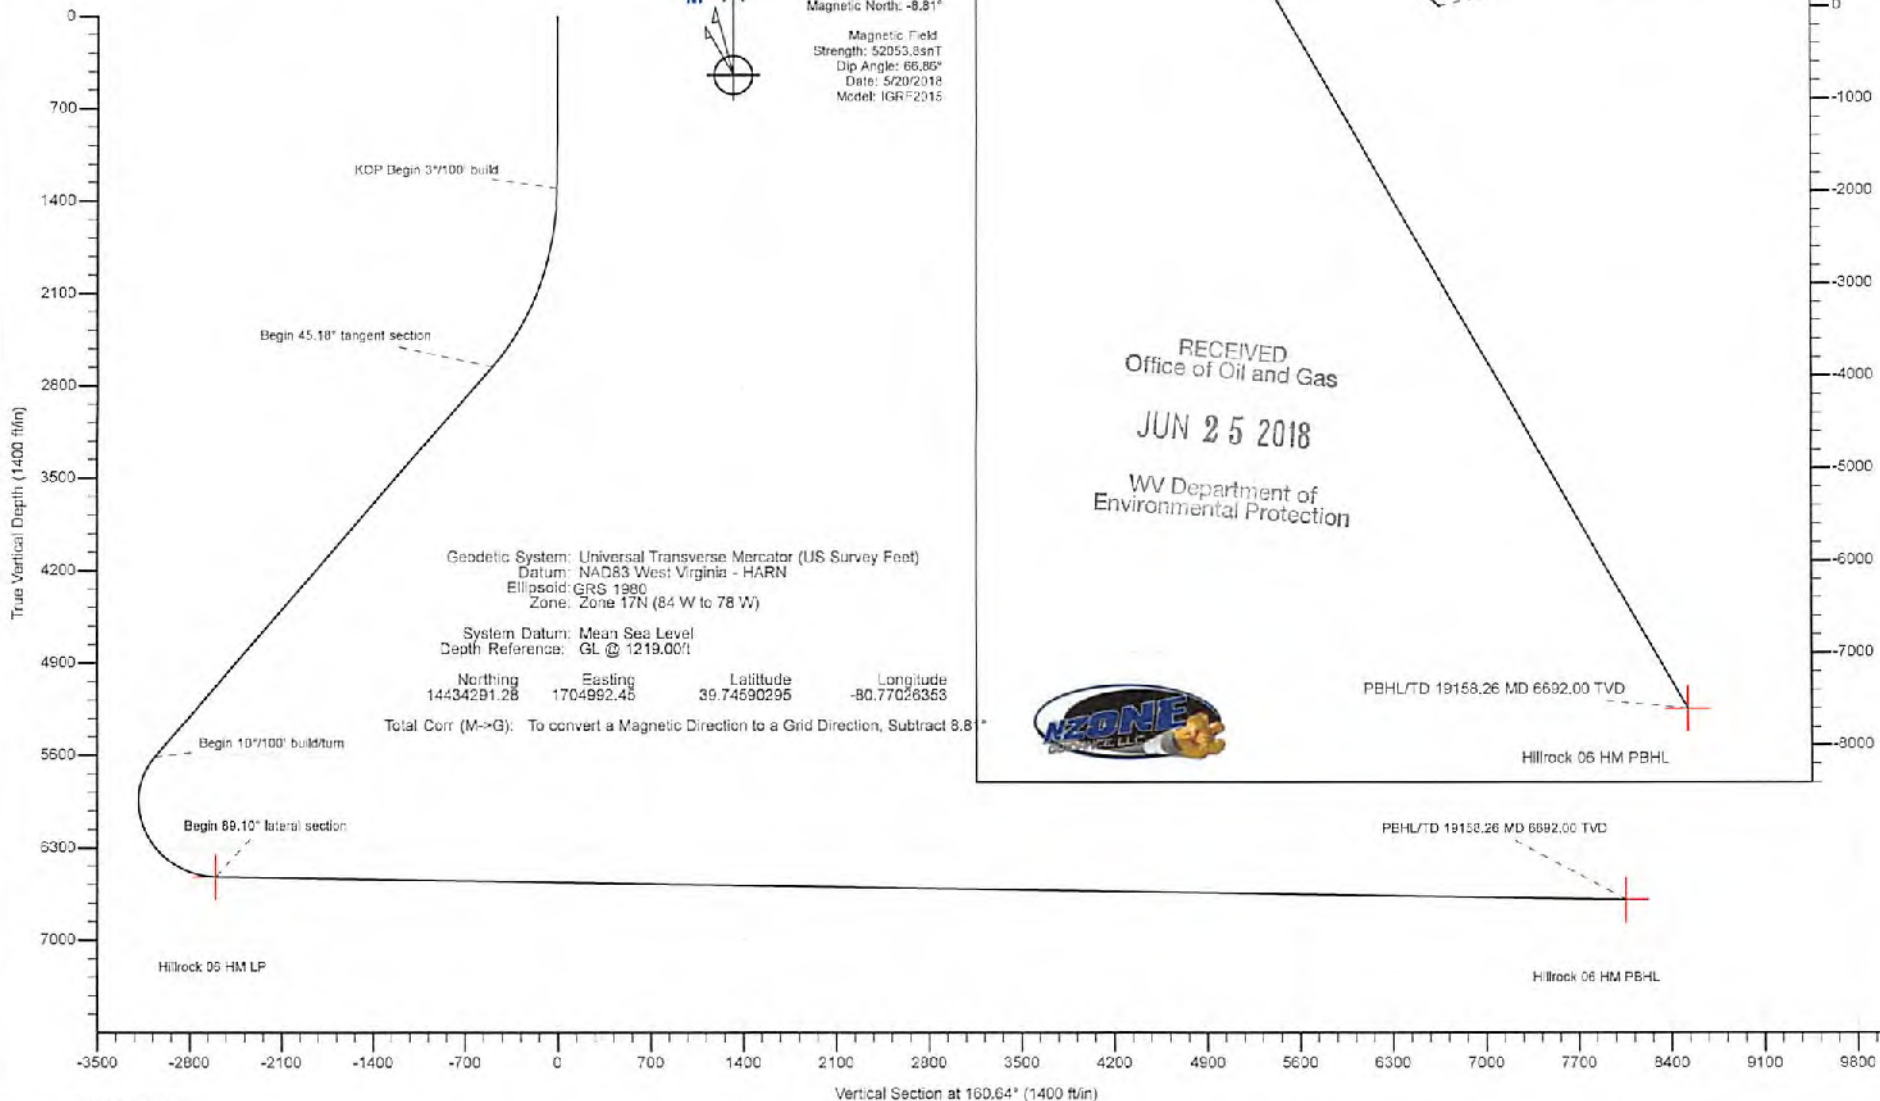 M
Magnetic North: -8.81°
Magnetic Field
Strength: 52053.8snT
Dip Angle: 66.86°
Date: 5/20/2018
Model: IGRF2015
True Vertical Depth (1400 ft/in)
0
700
1400
2100
2800
3500
4200
4900
5600
6300
7000
KOP Begin 3°/100' build
Begin 45.18° tangent section
Begin 10°/100' build/turn
Begin 89.10° lateral section
Hillrock 06 HM LP
Geodetic System: Universal Transverse Mercator (US Survey Feet)
Datum: NAD83 West Virginia - HARN
Ellipsoid: GRS 1980
Zone: Zone 17N (84 W to 78 W)
System Datum: Mean Sea Level
Depth Reference: GL @ 1219.00ft
Northing Easting Latitude Longitude
14434291.28 1704992.45 39.74590295 -80.77026353
Total Corr (M->G): To convert a Magnetic Direction to a Grid Direction, Subtract 8.81°
RECEIVED
Office of Oil and Gas
JUN 25 2018
WV Department of
Environmental Protection
NZONE
PBHL/TD 19158.26 MD 6692.00 TVD
Hillrock 06 HM PBHL
0
-1000
-2000
-3000
-4000
-5000
-6000
-7000
-8000
PBHL/TD 19158.26 MD 6692.00 TVD
Hillrock 06 HM PBHL
-3500 -2800 -2100 -1400 -700 0 700 1400 2100 2800 3500 4200 4900 5600 6300 7000 7700 8400 9100 9800
Vertical Section at 160.64° (1400 ft/in)